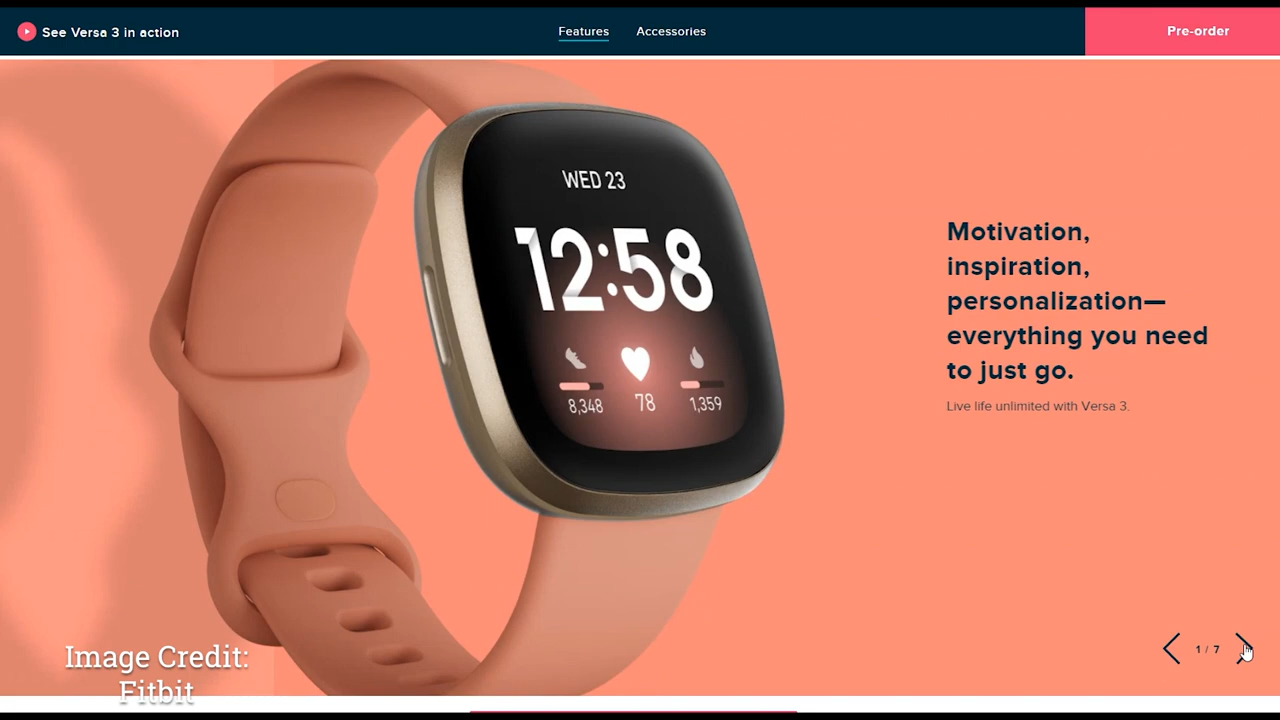 See Versa 3 in action
Features
Accessories
Pre-order
WED 23
12:58
8,348
78
1,359
Motivation,
inspiration,
personalization—
everything you need
to just go.
Live life unlimited with Versa 3.
1 / 7
Image Credit:
Fitbit